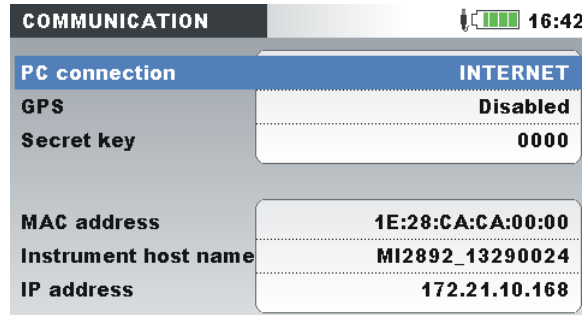 COMMUNICATION 16:42
PC connection INTERNET
GPS Disabled
Secret key 0000
MAC address 1E:28:CA:CA:00:00
Instrument host name MI2892_13290024
IP address 172.21.10.168